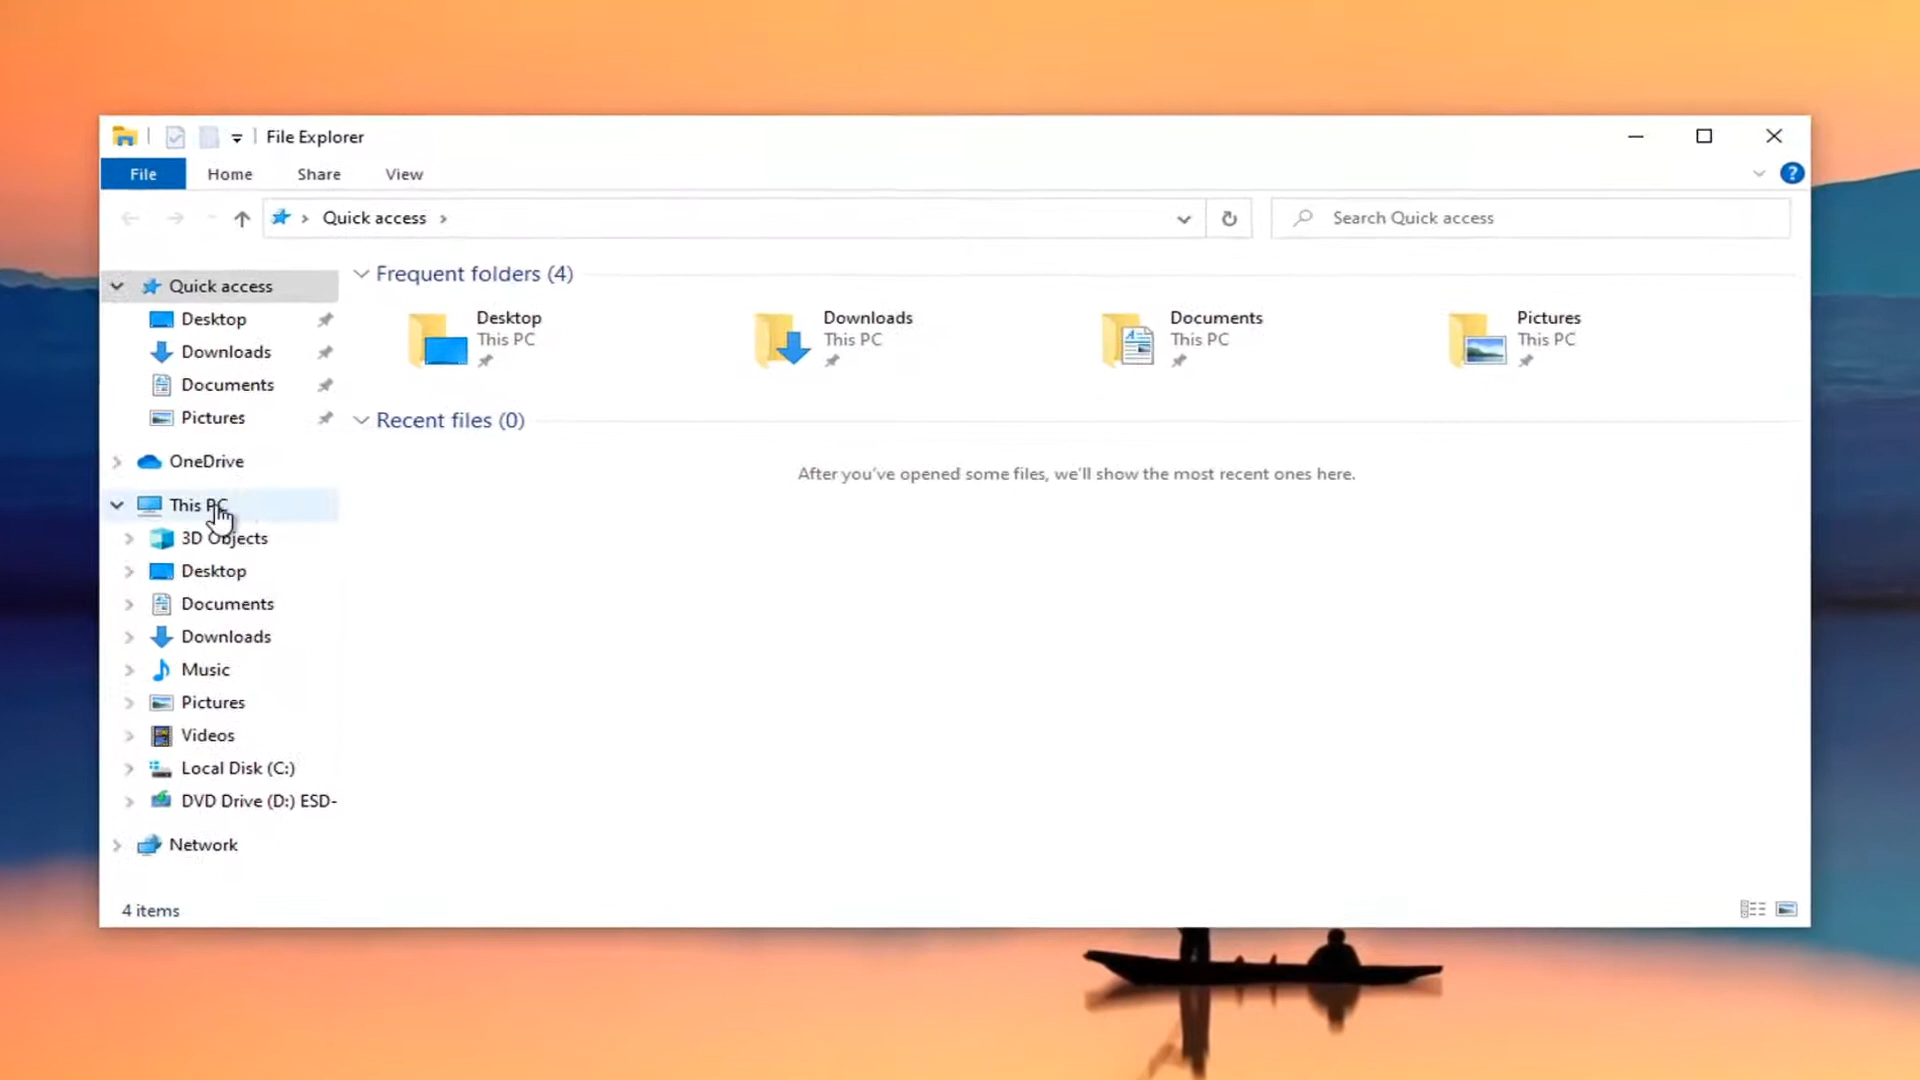 File Explorer
File Home Share View
?
Quick access
Search Quick access
Quick access
Desktop
Downloads
Documents
Pictures
OneDrive
This PC
3D Objects
Desktop
Documents
Downloads
Music
Pictures
Videos
Local Disk (C:)
DVD Drive (D:) ESD-
Network
Frequent folders (4)
Desktop
This PC
Downloads
This PC
Documents
This PC
Pictures
This PC
Recent files (0)
After you've opened some files, we'll show the most recent ones here.
4 items